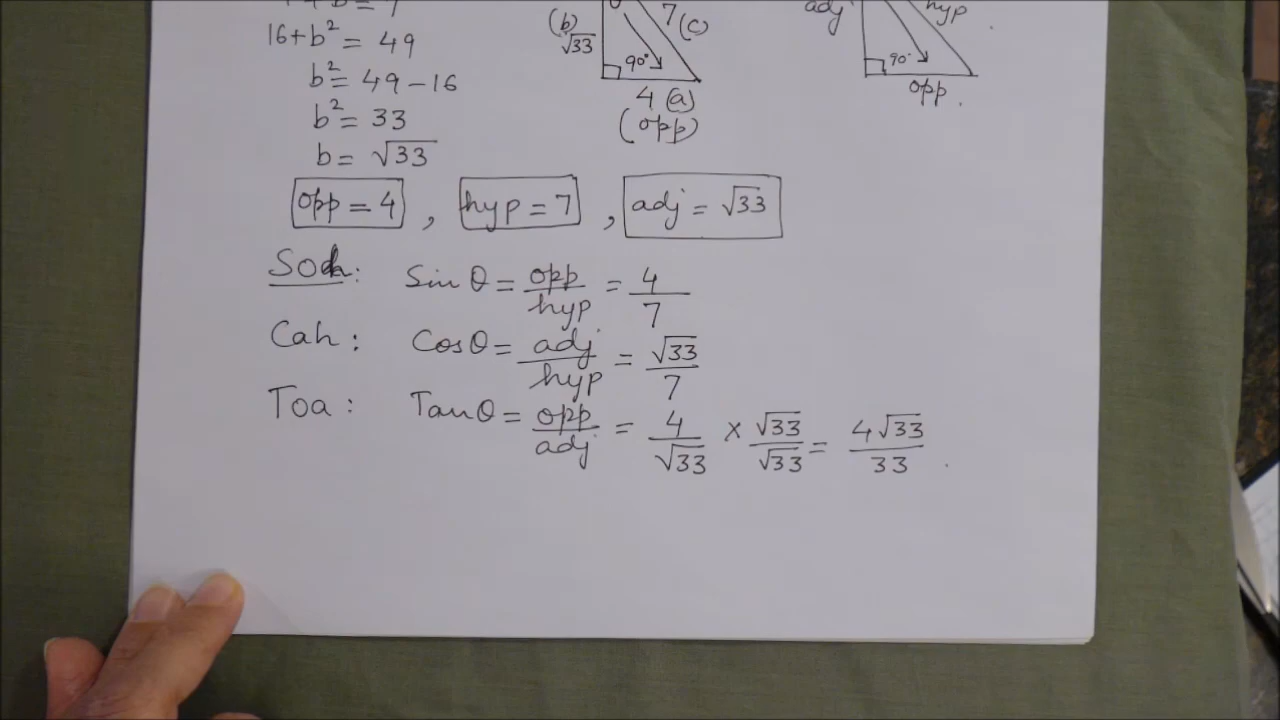 16+b² = 49
b² = 49 - 16
b² = 33
b = √33
(b)
√33
7 (c)
90°
4 (a)
(opp)
adj
hyp
90°
opp.
opp = 4 , hyp = 7 , adj = √33
Soh: Sin θ = opp/hyp = 4/7
Cah: Cos θ = adj/hyp = √33/7
Toa: Tan θ = opp/adj = 4/√33 × √33/√33 = 4√33/33.